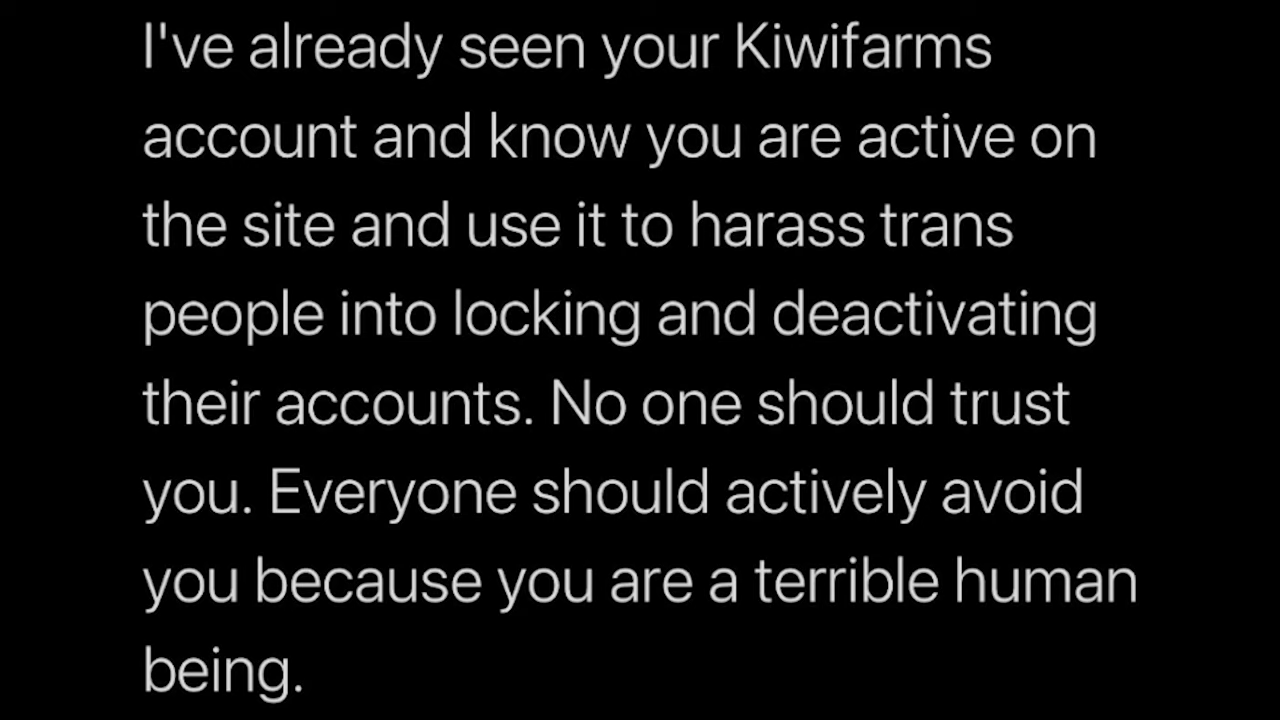 I've already seen your Kiwifarms
account and know you are active on
the site and use it to harass trans
people into locking and deactivating
their accounts. No one should trust
you. Everyone should actively avoid
you because you are a terrible human
being.